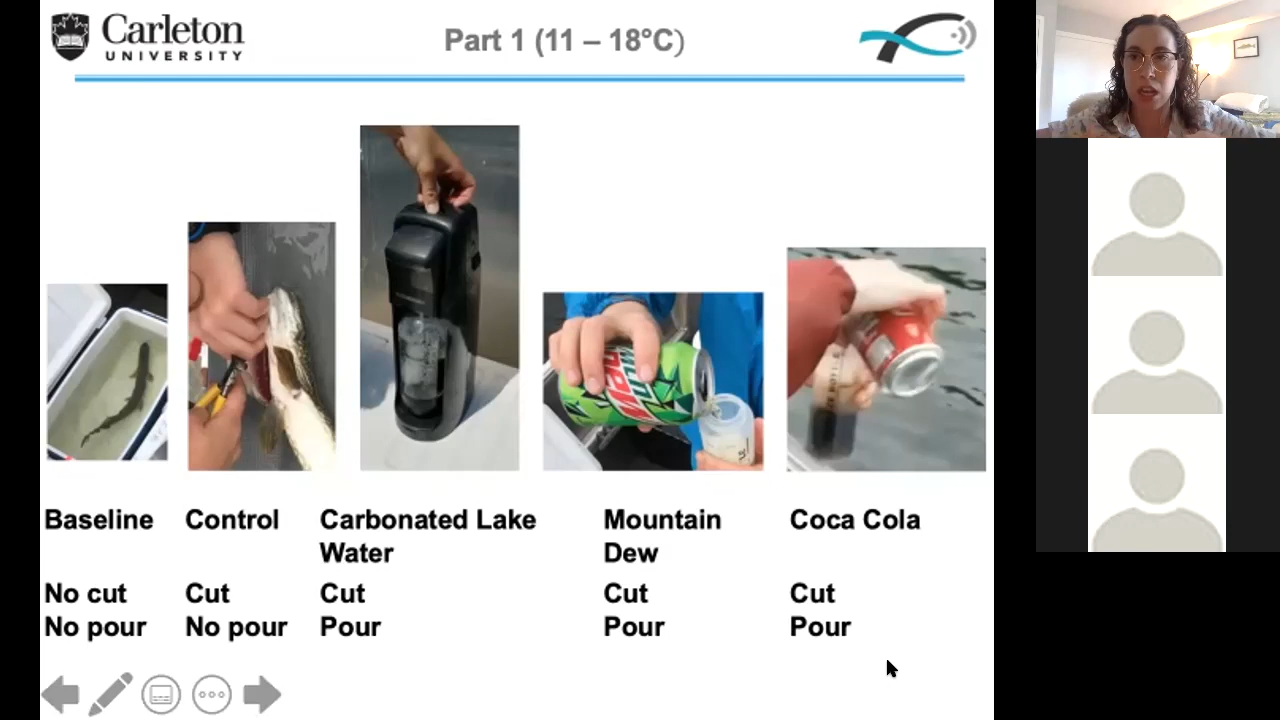 Carleton
UNIVERSITY
Part 1 (11 – 18°C)
Baseline
No cut
No pour
Control
Cut
No pour
Carbonated Lake
Water
Cut
Pour
Mountain
Dew
Cut
Pour
Coca Cola
Cut
Pour